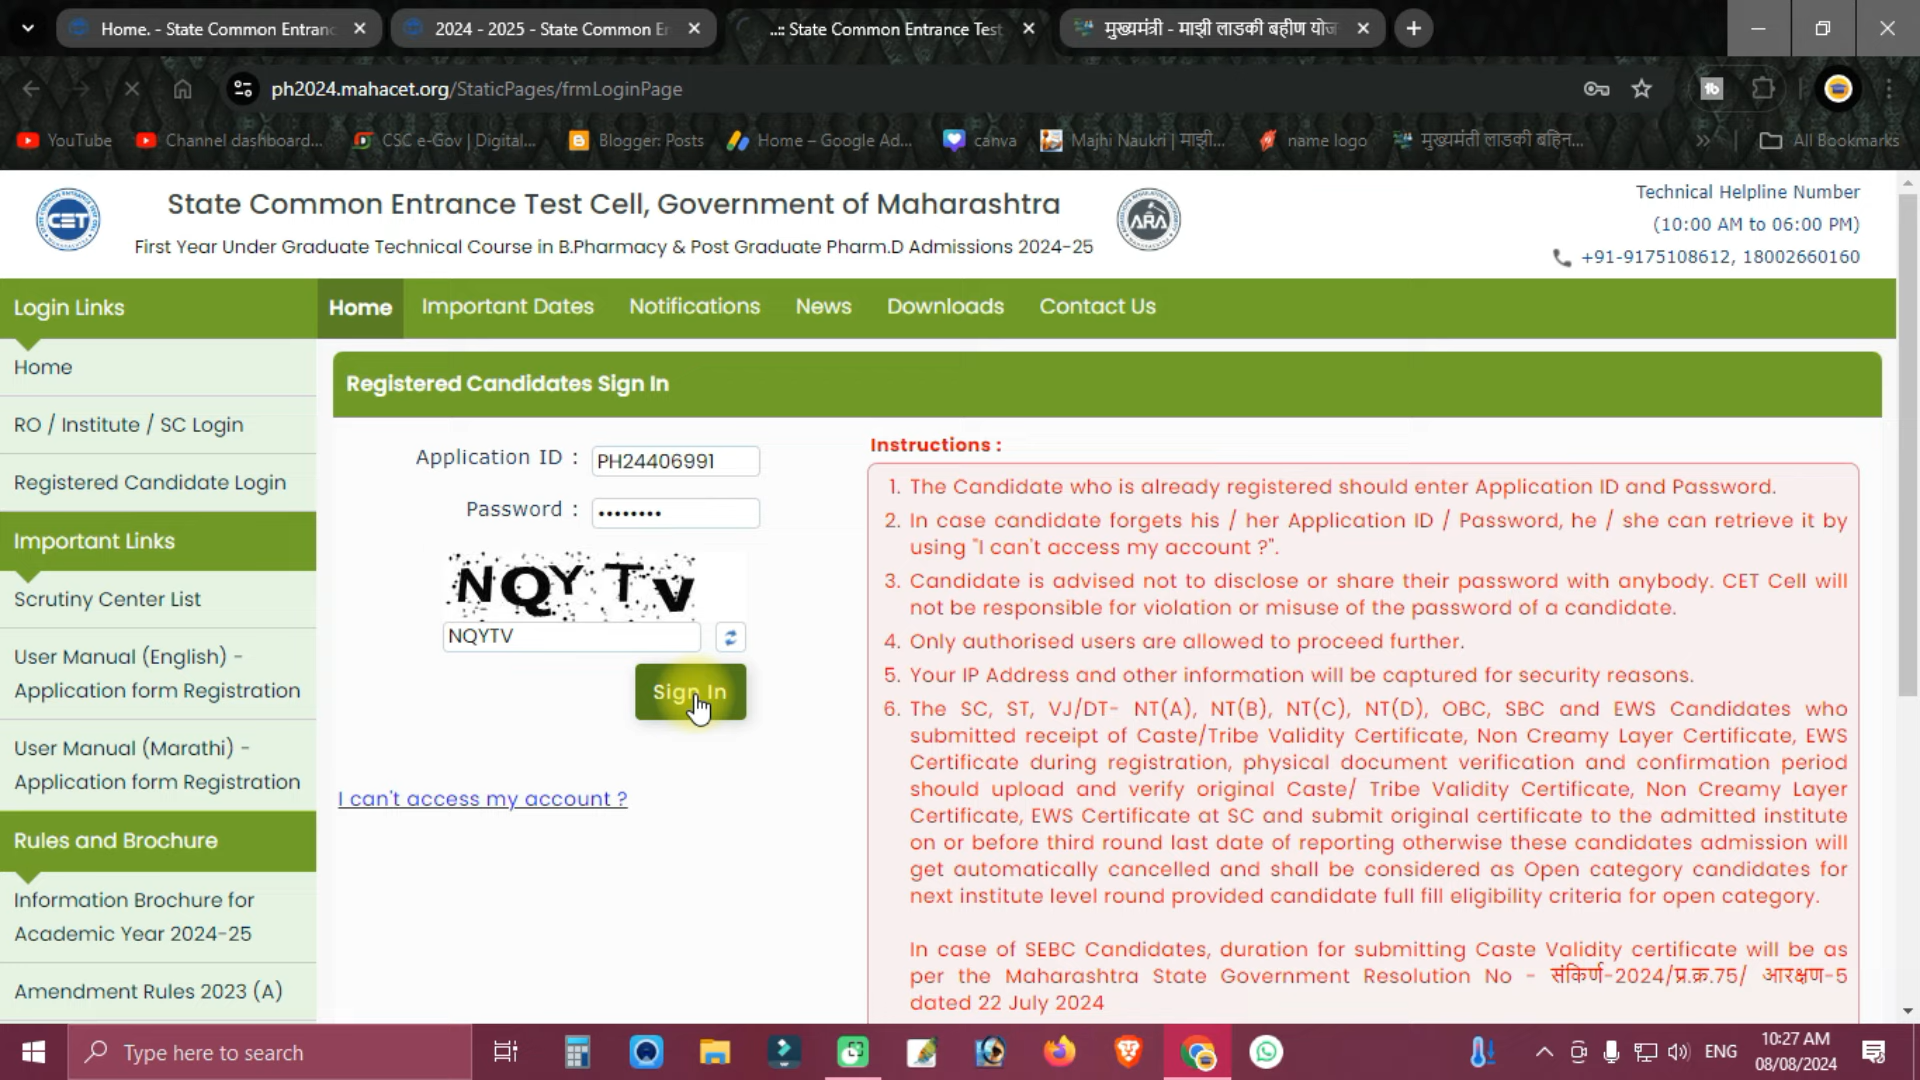 Home. - State Common Entranc
2024 - 2025 - State Common Er
..:: State Common Entrance Test
मुख्यमंत्री - माझी लाडकी बहीण योज
ph2024.mahacet.org/StaticPages/frmLoginPage
YouTube
Channel dashboard...
CSC e-Gov | Digital...
Blogger: Posts
Home – Google Ad...
canva
Majhi Naukri | माझी...
name logo
मुख्यमंती लाडकी बहिन...
All Bookmarks
CET
State Common Entrance Test Cell, Government of Maharashtra
First Year Under Graduate Technical Course in B.Pharmacy & Post Graduate Pharm.D Admissions 2024-25
ARA
Technical Helpline Number
(10:00 AM to 06:00 PM)
+91-9175108612, 18002660160
Login Links
Home
Important Dates
Notifications
News
Downloads
Contact Us
Home
RO / Institute / SC Login
Registered Candidate Login
Important Links
Scrutiny Center List
User Manual (English) -
Application form Registration
User Manual (Marathi) -
Application form Registration
Rules and Brochure
Information Brochure for
Academic Year 2024-25
Amendment Rules 2023 (A)
Registered Candidates Sign In
Application ID : PH24406991
Password : ••••••••
NQYTv
NQYTV
Sign In
I can't access my account ?
Instructions :
1. The Candidate who is already registered should enter Application ID and Password.
2. In case candidate forgets his / her Application ID / Password, he / she can retrieve it by
using "I can't access my account ?".
3. Candidate is advised not to disclose or share their password with anybody. CET Cell will
not be responsible for violation or misuse of the password of a candidate.
4. Only authorised users are allowed to proceed further.
5. Your IP Address and other information will be captured for security reasons.
6. The SC, ST, VJ/DT- NT(A), NT(B), NT(C), NT(D), OBC, SBC and EWS Candidates who
submitted receipt of Caste/Tribe Validity Certificate, Non Creamy Layer Certificate, EWS
Certificate during registration, physical document verification and confirmation period
should upload and verify original Caste/ Tribe Validity Certificate, Non Creamy Layer
Certificate, EWS Certificate at SC and submit original certificate to the admitted institute
on or before third round last date of reporting otherwise these candidates admission will
get automatically cancelled and shall be considered as Open category candidates for
next institute level round provided candidate full fill eligibility criteria for open category.
In case of SEBC Candidates, duration for submitting Caste Validity certificate will be as
per the Maharashtra State Government Resolution No - संकिर्ण-2024/प्र.क्र.75/ आरक्षण-5
dated 22 July 2024
Type here to search
ENG
10:27 AM
08/08/2024